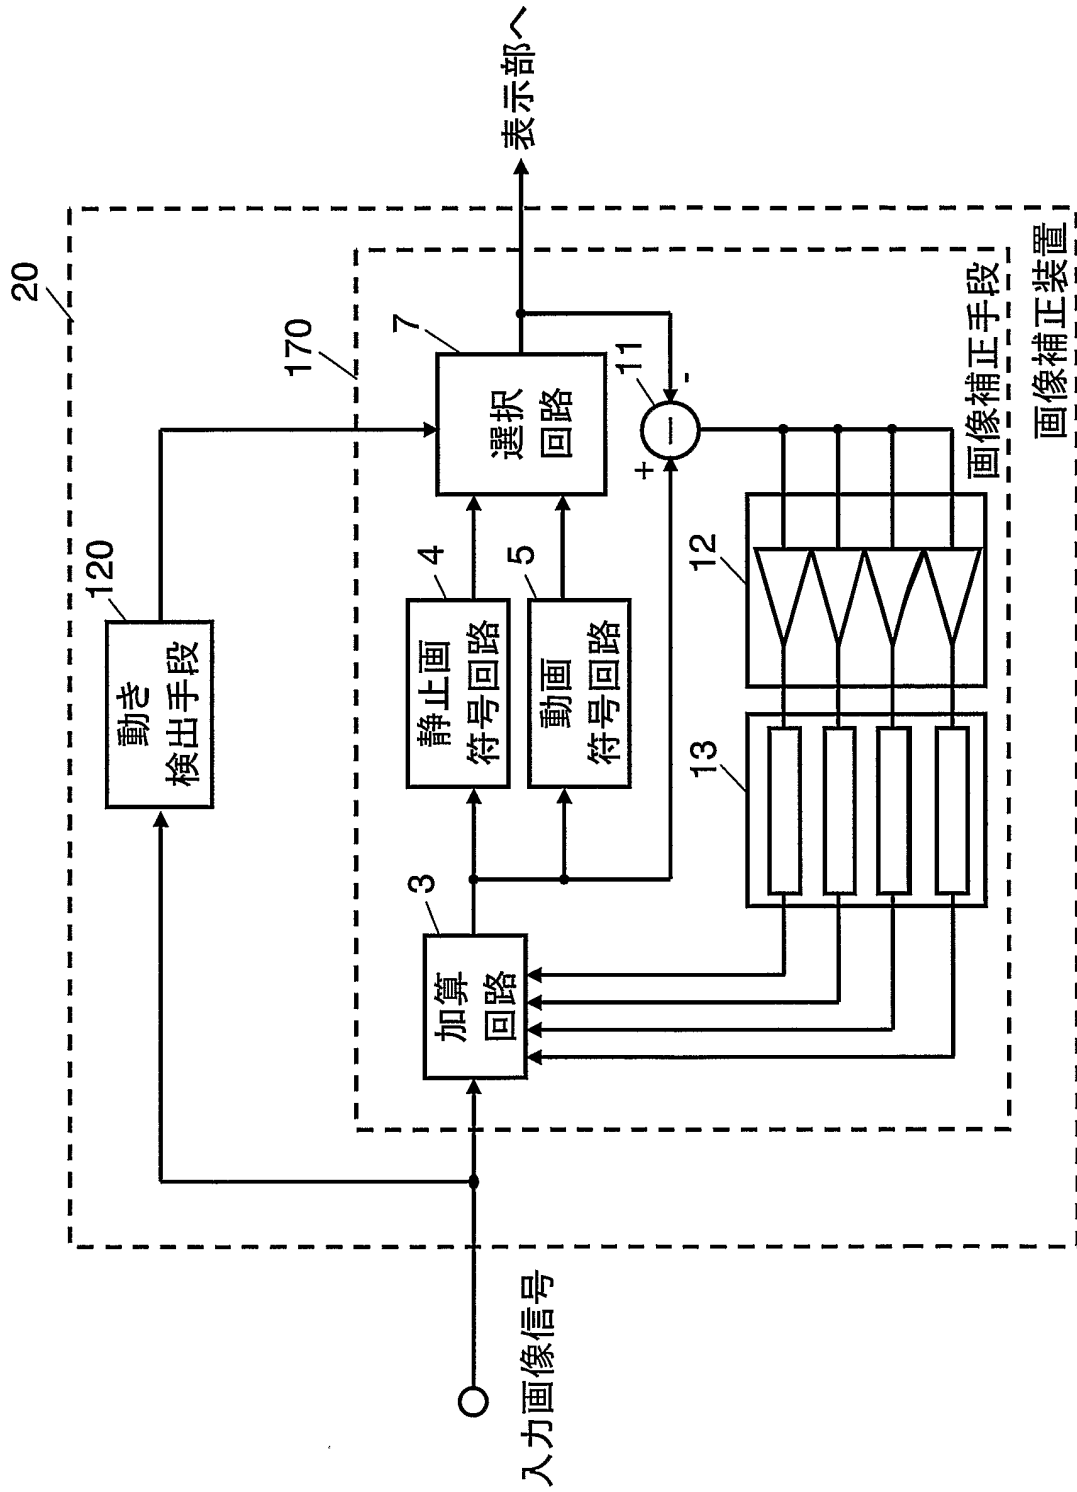 20
120
動き
検出手段
170
入力画像信号
3
加算
回路
4
静止画
符号回路
5
動画
符号回路
7
選択
回路
表示部へ
11
+
-
−
12
13
画像補正手段
画像補正装置